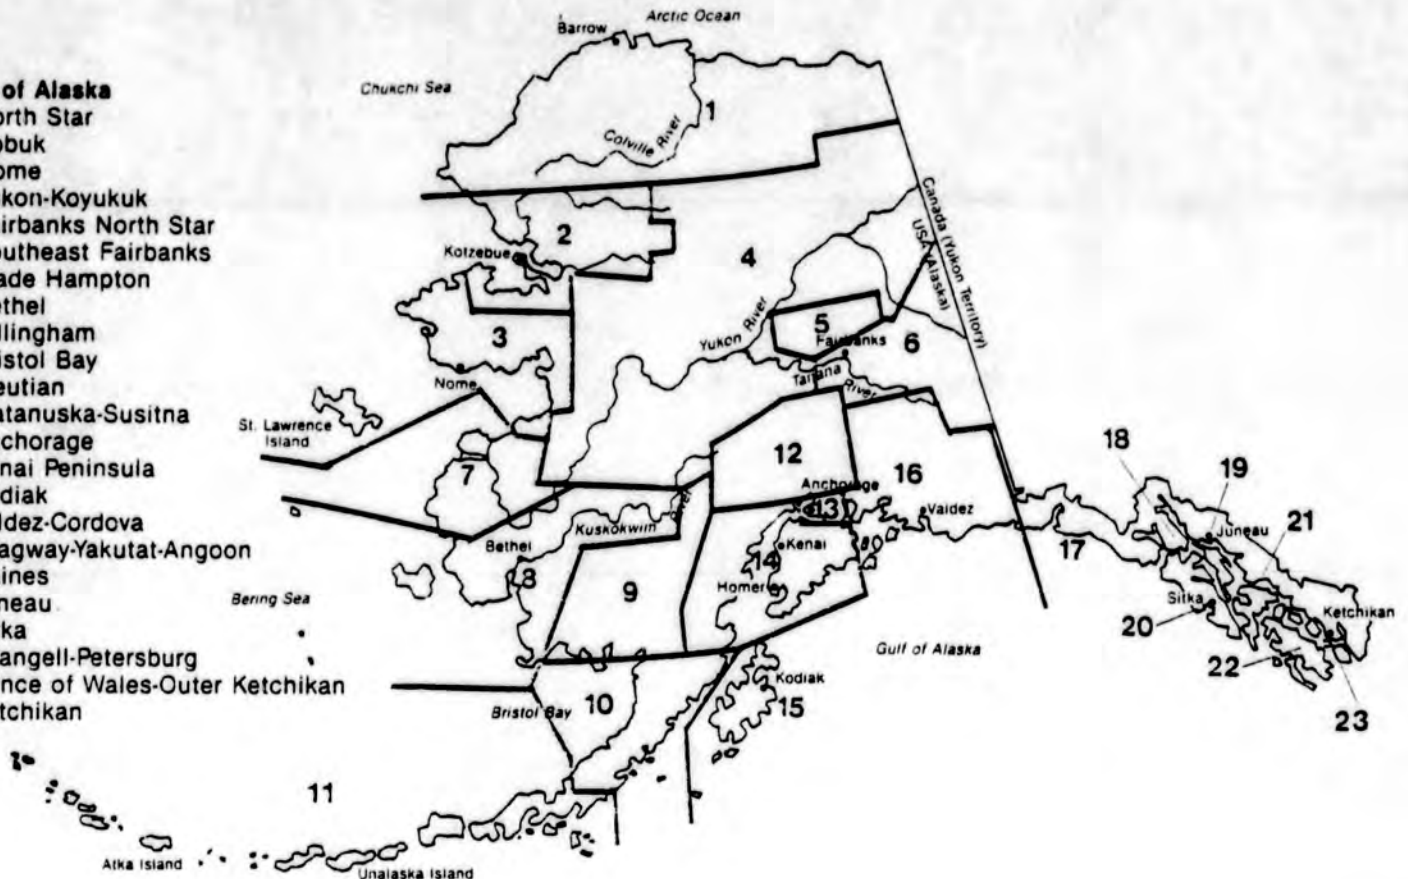 of Alaska
orth Star
obuk
ome
kon-Koyukuk
irbanks North Star
outheast Fairbanks
ade Hampton
ethel
llingham
istol Bay
eutian
atanuska-Susitna
nchorage
nai Peninsula
diak
ldez-Cordova
agway-Yakutat-Angoon
ines
neau
ka
angell-Petersburg
nce of Wales-Outer Ketchikan
tchikan
Arctic Ocean
Barrow
Chukchi Sea
1
Colville River
Canada (Yukon Territory)
USA (Alaska)
2
Kotzebue
4
3
Nome
Yukon River
5
Fairbanks
6
Tanana River
St. Lawrence
Island
7
12
16
Anchorage
13
Valdez
Kuskokwim River
Bethel
8
Kenai
14
Homer
9
18
19
Juneau
21
17
Sitka
20
Ketchikan
22
23
Bering Sea
Gulf of Alaska
Kodiak
15
10
Bristol Bay
11
Atka Island
Unalaska Island